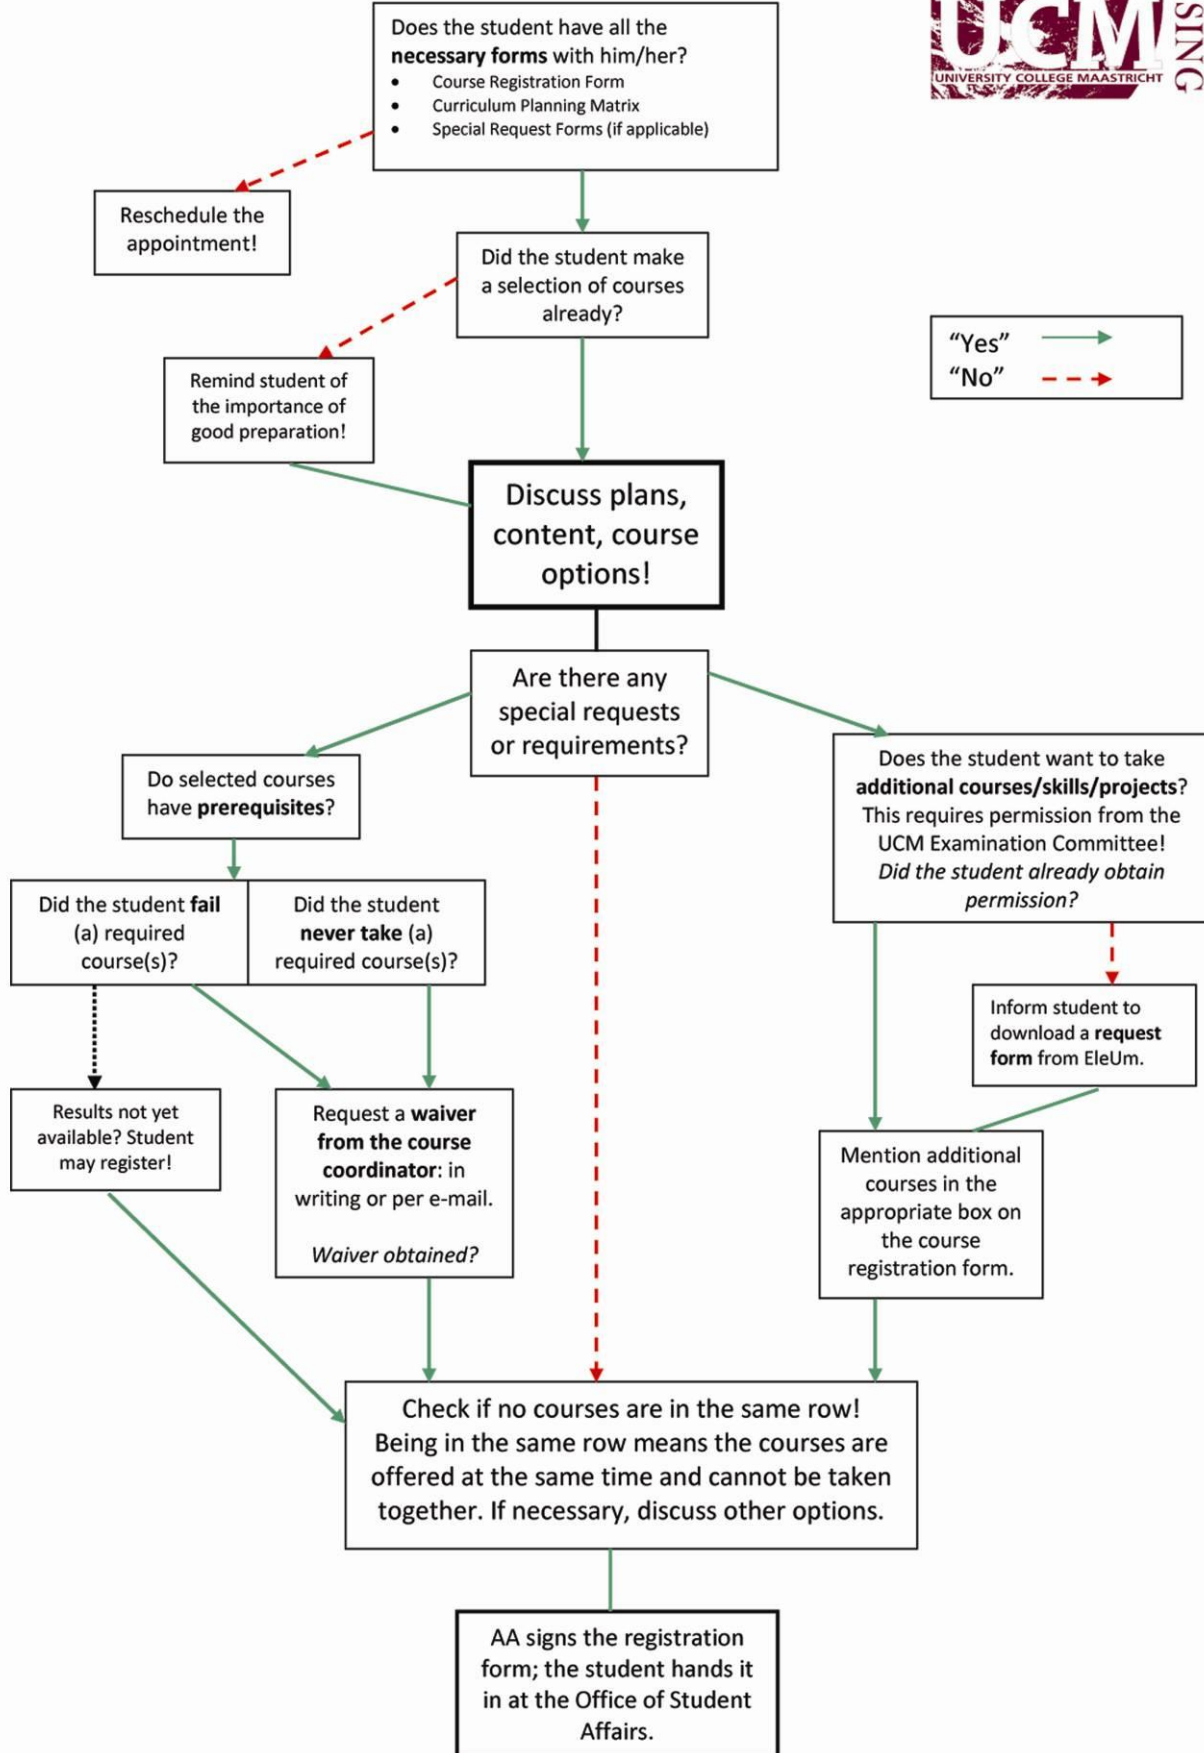 UCM
UNIVERSITY COLLEGE MAASTRICHT
SING
Does the student have all the
necessary forms with him/her?
• Course Registration Form
• Curriculum Planning Matrix
• Special Request Forms (if applicable)
Reschedule the
appointment!
Did the student make
a selection of courses
already?
“Yes”
“No”
Remind student of
the importance of
good preparation!
Discuss plans,
content, course
options!
Are there any
special requests
or requirements?
Do selected courses
have prerequisites?
Does the student want to take
additional courses/skills/projects?
This requires permission from the
UCM Examination Committee!
Did the student already obtain
permission?
Did the student fail
(a) required
course(s)?
Did the student
never take (a)
required course(s)?
Inform student to
download a request
form from EleUm.
Results not yet
available? Student
may register!
Request a waiver
from the course
coordinator: in
writing or per e-mail.
Waiver obtained?
Mention additional
courses in the
appropriate box on
the course
registration form.
Check if no courses are in the same row!
Being in the same row means the courses are
offered at the same time and cannot be taken
together. If necessary, discuss other options.
AA signs the registration
form; the student hands it
in at the Office of Student
Affairs.